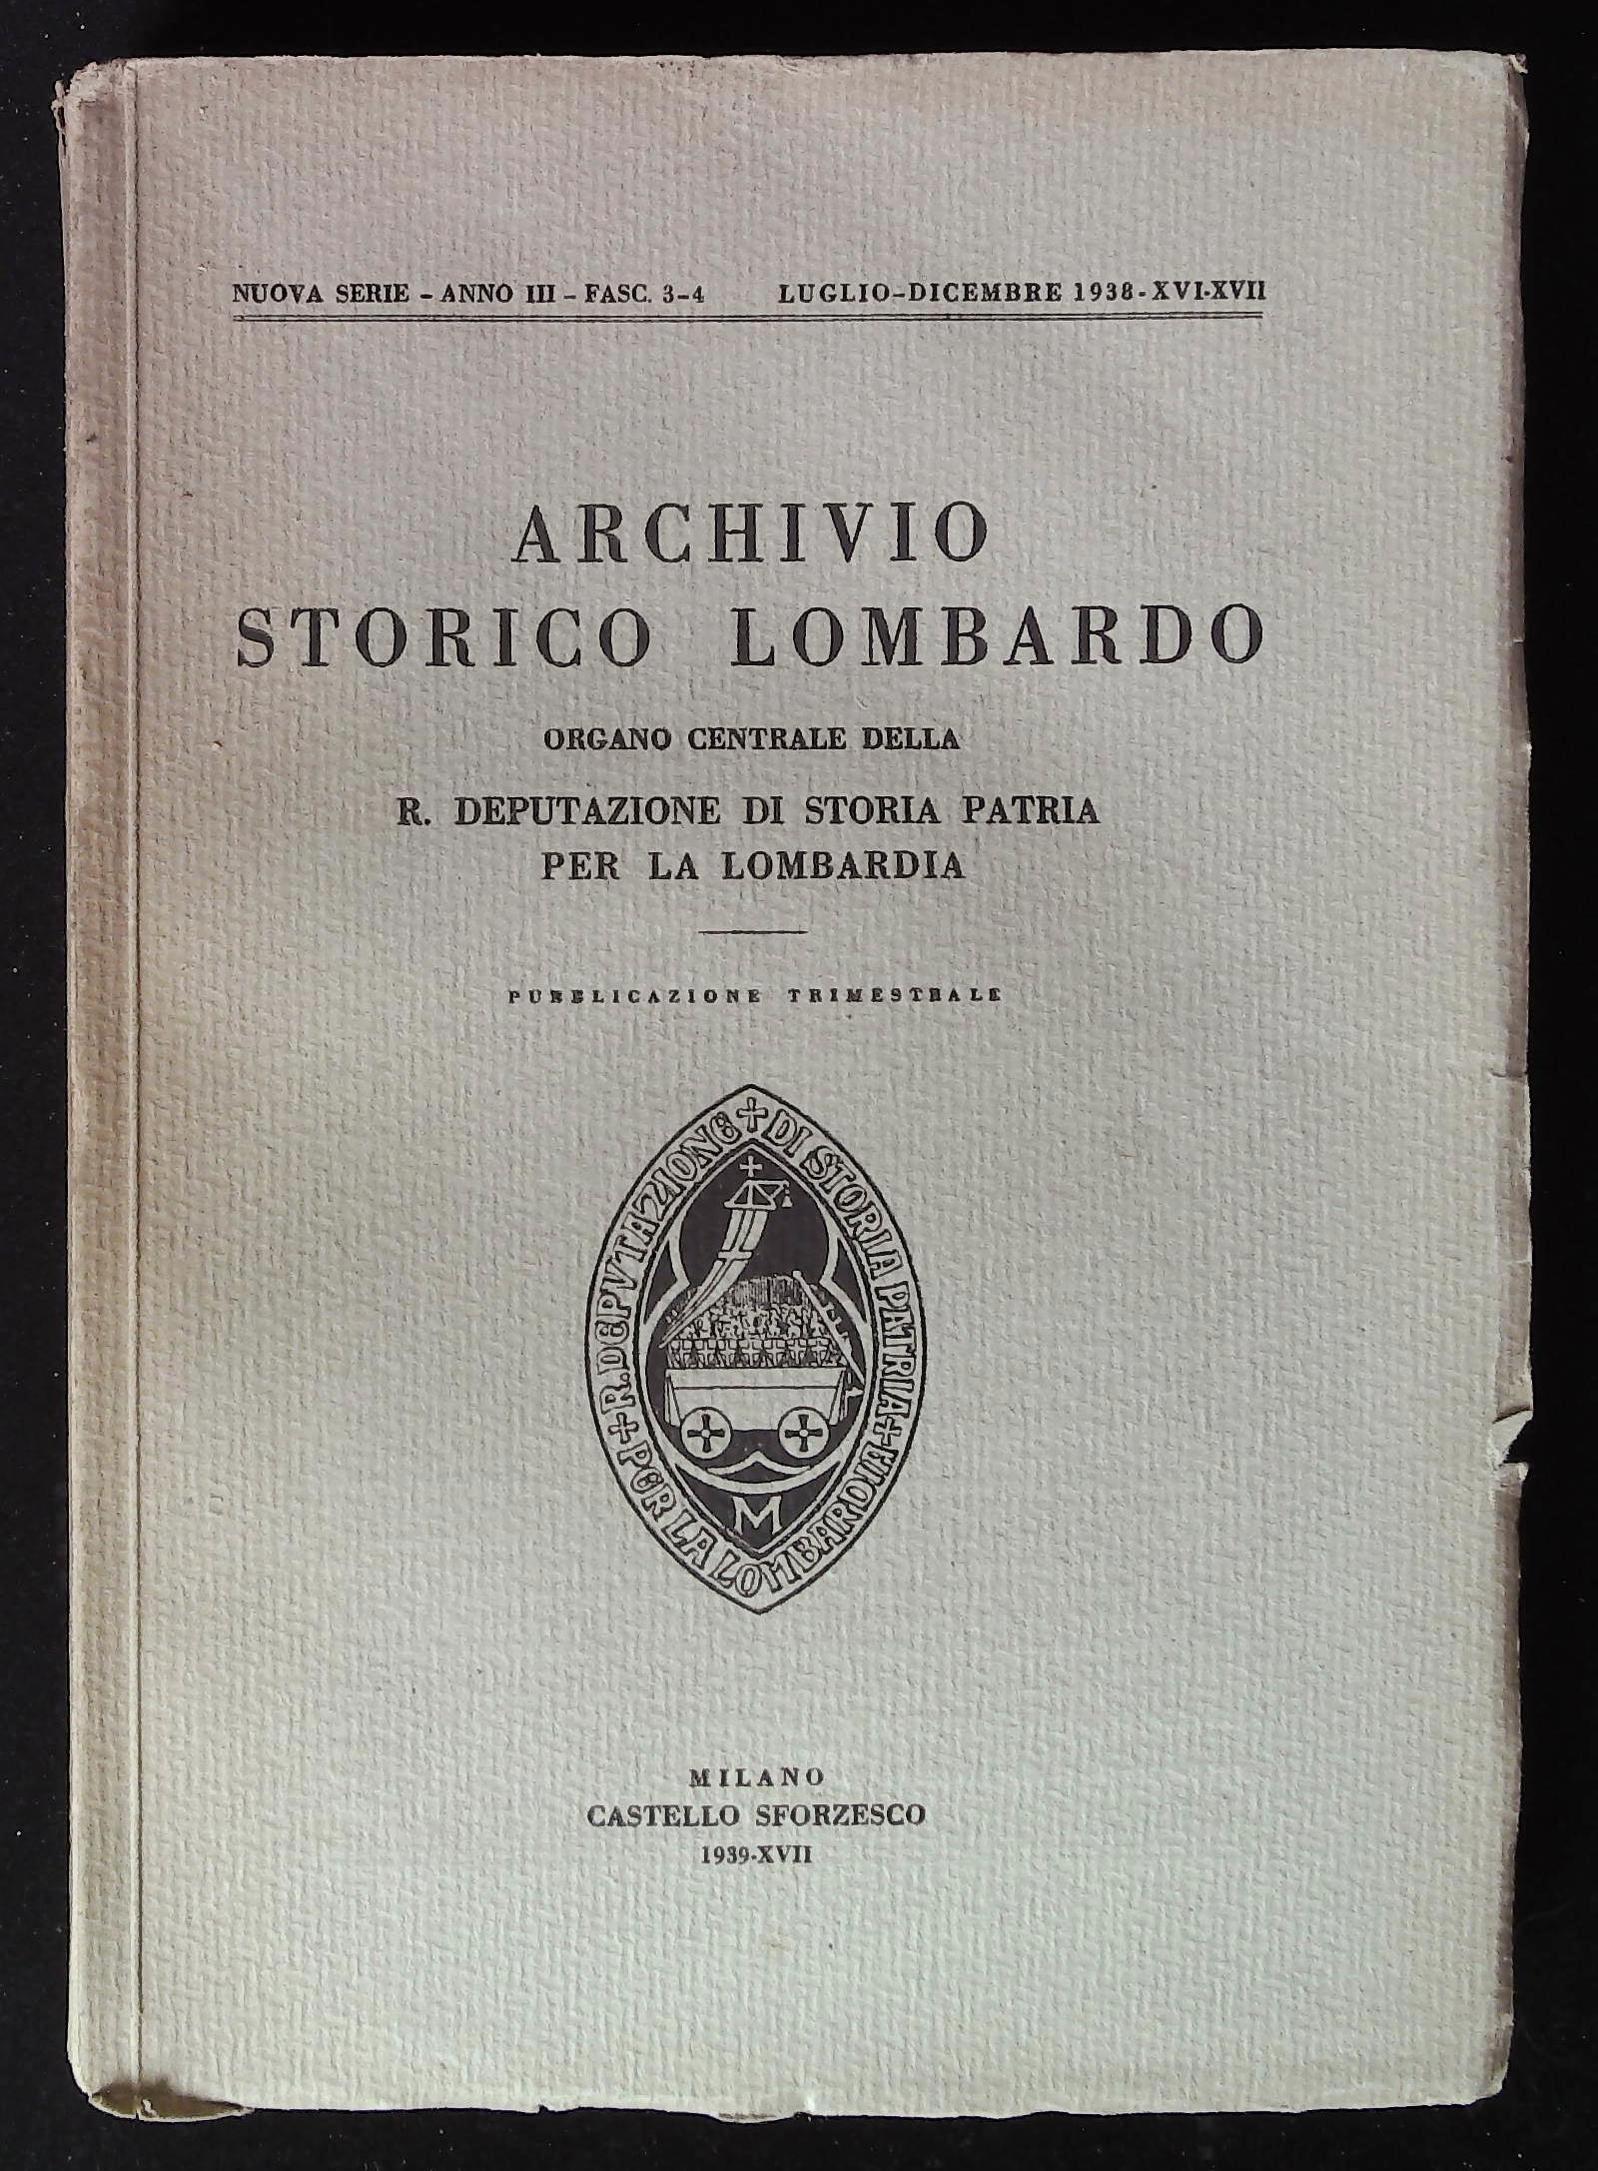 NUOVA SERIE - ANNO III - FASC. 3-4 LUGLIO-DICEMBRE 1938-XVI-XVII
ARCHIVIO
STORICO LOMBARDO
ORGANO CENTRALE DELLA
R. DEPUTAZIONE DI STORIA PATRIA
PER LA LOMBARDIA
PUBBLICAZIONE TRIMESTRALE
+ R. DEPVTAZIONE + DI STORIA PATRIA + PER LA LOMBARDIA
M
MILANO
CASTELLO SFORZESCO
1939-XVII